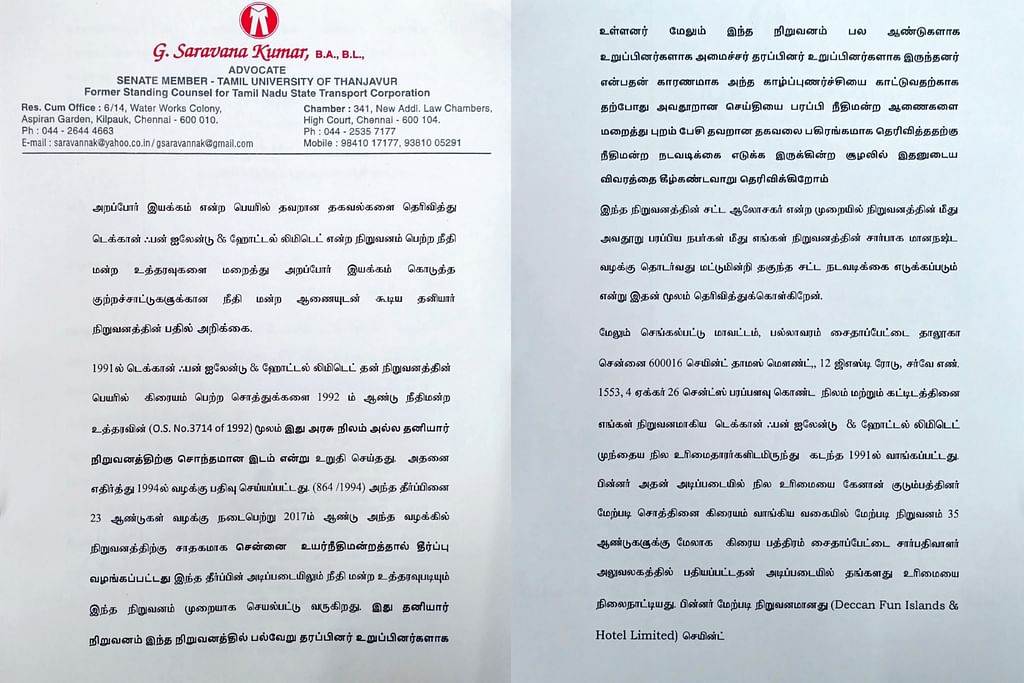 G. Saravana Kumar, B.A., B.L.,
ADVOCATE
SENATE MEMBER - TAMIL UNIVERSITY OF THANJAVUR
Former Standing Counsel for Tamil Nadu State Transport Corporation
Res. Cum Office : 6/14, Water Works Colony,
Aspiran Garden, Kilpauk, Chennai - 600 010.
Ph : 044 - 2644 4663
E-mail : saravannak@yahoo.co.in / gsaravannak@gmail.com
Chamber : 341, New Addl. Law Chambers,
High Court, Chennai - 600 104.
Ph : 044 - 2535 7177
Mobile : 98410 17177, 93810 05291
அறப்போர் இயக்கம் என்ற பெயரில் தவறான தகவல்களை தெரிவித்து
டெக்கான் ஃபன் ஐலேன்டு & ஹோட்டல் லிமிடெட் என்ற நிறுவனம் பெற்ற நீதி
மன்ற உத்தரவுகளை மறைத்து அறப்போர் இயக்கம் கொடுத்த
குற்றச்சாட்டுகளுக்கான நீதி மன்ற ஆணையுடன் கூடிய தனியார்
நிறுவனத்தின் பதில் அறிக்கை.
1991ல் டெக்கான் ஃபன் ஐலேன்டு & ஹோட்டல் லிமிடெட் தன் நிறுவனத்தின்
பெயரில் கிரையம் பெற்ற சொத்துக்களை 1992 ம் ஆண்டு நீதிமன்ற
உத்தரவின் (O.S. No.3714 of 1992) மூலம் இது அரசு நிலம் அல்ல தனியார்
நிறுவனத்திற்கு சொந்தமான இடம் என்று உறுதி செய்தது. அதனை
எதிர்த்து 1994ல் வழக்கு பதிவு செய்யப்பட்டது. (864 /1994) அந்த தீர்ப்பினை
23 ஆண்டுகள் வழக்கு நடைபெற்று 2017ம் ஆண்டு அந்த வழக்கில்
நிறுவனத்திற்கு சாதகமாக சென்னை உயர்நீதிமன்றத்தால் தீர்ப்பு
வழங்கப்பட்டது இந்த தீர்ப்பின் அடிப்படையிலும் நீதி மன்ற உத்தரவுபடியும்
இந்த நிறுவனம் முறையாக செயல்பட்டு வருகிறது. இது தனியார்
நிறுவனம் இந்த நிறுவனத்தில் பல்வேறு தரப்பினர் உறுப்பினர்களாக
உள்ளனர் மேலும் இந்த நிறுவனம் பல ஆண்டுகளாக
உறுப்பினர்களாக அமைச்சர் தரப்பினர் உறுப்பினர்களாக இருந்தனர்
என்பதன் காரணமாக அந்த காழ்ப்புணர்ச்சியை காட்டுவதற்காக
தற்போது அவதூறான செய்தியை பரப்பி நீதிமன்ற ஆணைகளை
மறைத்து புறம் பேசி தவறான தகவலை பகிரங்கமாக தெரிவித்ததற்கு
நீதிமன்ற நடவடிக்கை எடுக்க இருக்கின்ற சூழலில் இதனுடைய
விவரத்தை கீழ்கண்டவாறு தெரிவிக்கிறோம்
இந்த நிறுவனத்தின் சட்ட ஆலோசகர் என்ற முறையில் நிறுவனத்தின் மீது
அவதூறு பரப்பிய நபர்கள் மீது எங்கள் நிறுவனத்தின் சார்பாக மானநஷ்ட
வழக்கு தொடர்வது மட்டுமின்றி தகுந்த சட்ட நடவடிக்கை எடுக்கப்படும்
என்று இதன் மூலம் தெரிவித்துக்கொள்கிறேன்.
மேலும் செங்கல்பட்டு மாவட்டம், பல்லாவரம் சைதாப்பேட்டை தாலூகா
சென்னை 600016 செயின்ட் தாமஸ் மௌண்ட்,, 12 ஜிஎஸ்டி ரோடு, சர்வே எண்.
1553, 4 ஏக்கர் 26 சென்ட்ஸ் பரப்பளவு கொண்ட நிலம் மற்றும் கட்டிடத்தினை
எங்கள் நிறுவனமாகிய டெக்கான் ஃபன் ஐலேன்டு & ஹோட்டல் லிமிடெட்
முந்தைய நில உரிமைதாரர்களிடமிருந்து கடந்த 1991ல் வாங்கப்பட்டது.
பின்னர் அதன் அடிப்படையில் நில உரிமையை கேனான் குடும்பத்தினர்
மேற்படி சொத்தினை கிரையம் வாங்கிய வகையில் மேற்படி நிறுவனம் 35
ஆண்டுகளுக்கு மேலாக கிரைய பத்திரம் சைதாப்பேட்டை சார்பதிவாளர்
அலுவலகத்தில் பதியப்பட்டதன் அடிப்படையில் தங்களது உரிமையை
நிலைநாட்டியது. பின்னர் மேற்படி நிறுவனமானது (Deccan Fun Islands &
Hotel Limited) செயின்ட்